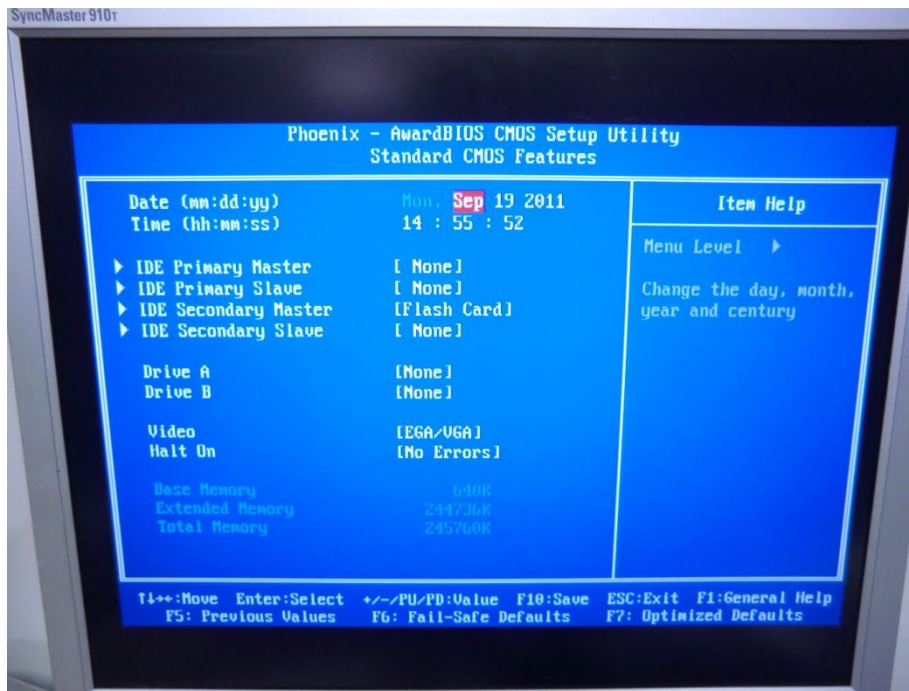 SyncMaster 910T
Phoenix - AwardBIOS CMOS Setup Utility
Standard CMOS Features
Date (mm:dd:yy) Mon, Sep 19 2011
Time (hh:mm:ss) 14 : 55 : 52
IDE Primary Master [ None]
IDE Primary Slave [ None]
IDE Secondary Master [Flash Card]
IDE Secondary Slave [ None]
Drive A [None]
Drive B [None]
Video [EGA/VGA]
Halt On [No Errors]
Base Memory 640K
Extended Memory 244736K
Total Memory 245760K
Item Help
Menu Level ▶
Change the day, month,
year and century
↑↓→←:Move Enter:Select +/-/PU/PD:Value F10:Save ESC:Exit F1:General Help
F5: Previous Values F6: Fail-Safe Defaults F7: Optimized Defaults